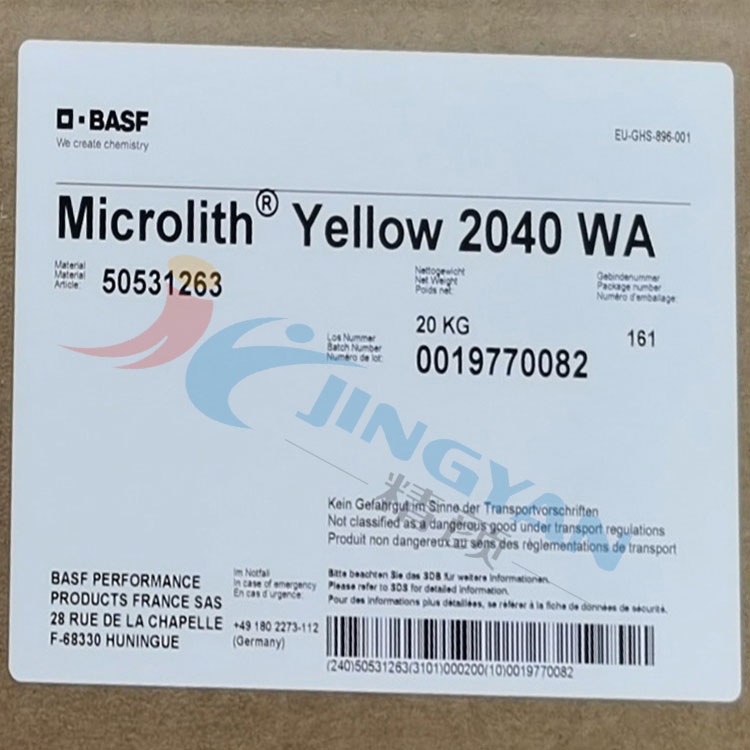 BASF
We create chemistry
EU-GHS-896-001
Microlith® Yellow 2040 WA
Material
Material
Article:
50531263
Nettogewicht
Net Weight
Poids net:
20 KG
Gebindenummer
Package number
Numéro d'emballage:
161
Los Nummer
Batch Number
Numéro de lot:
0019770082
JINGYAN
精颜
Kein Gefahrgut im Sinne der Transportvorschriften
Not classified as a dangerous good under transport regulations
Produit non dangereux au sens des réglementations de transport
BASF PERFORMANCE
PRODUCTS FRANCE SAS
28 RUE DE LA CHAPELLE
F-68330 HUNINGUE
Im Notfall
In case of emergency
En cas d'urgence:
+49 180 2273-112
(Germany)
Bitte beachten Sie das SDB für weitere Informationen.
Please refer to SDS for detailed information.
Pour des informations plus détaillées, se référer à la fiche de données de sécurité.
(240)50531263(3101)000200(10)0019770082